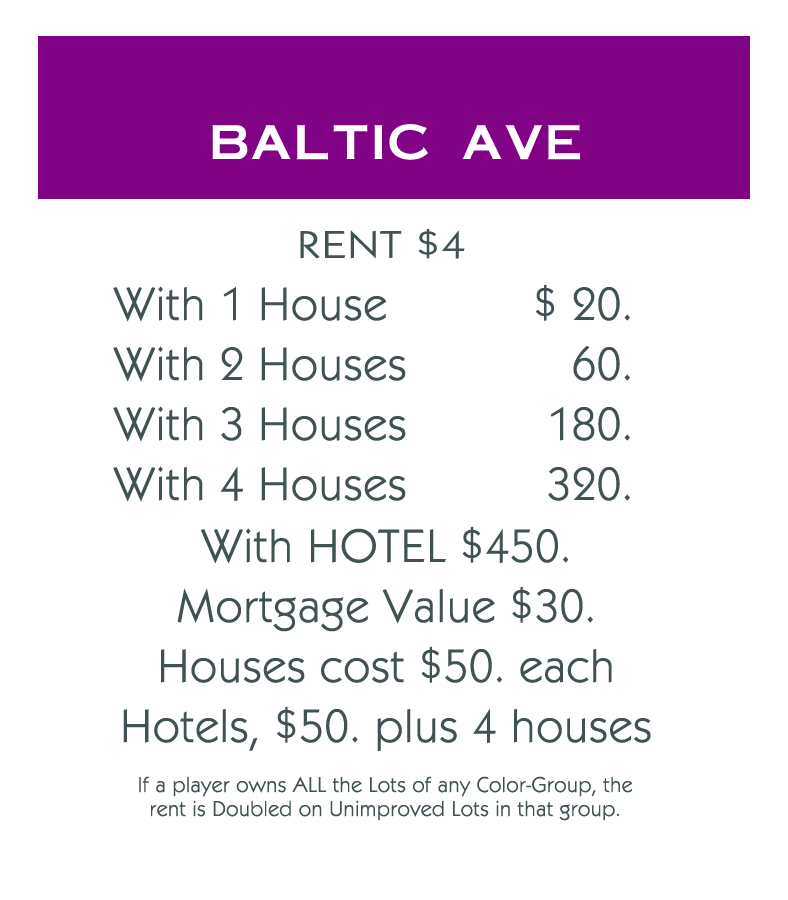 BALTIC AVE
RENT $4
With 1 House $ 20.
With 2 Houses 60.
With 3 Houses 180.
With 4 Houses 320.
With HOTEL $450.
Mortgage Value $30.
Houses cost $50. each
Hotels, $50. plus 4 houses
If a player owns ALL the Lots of any Color-Group, the
rent is Doubled on Unimproved Lots in that group.